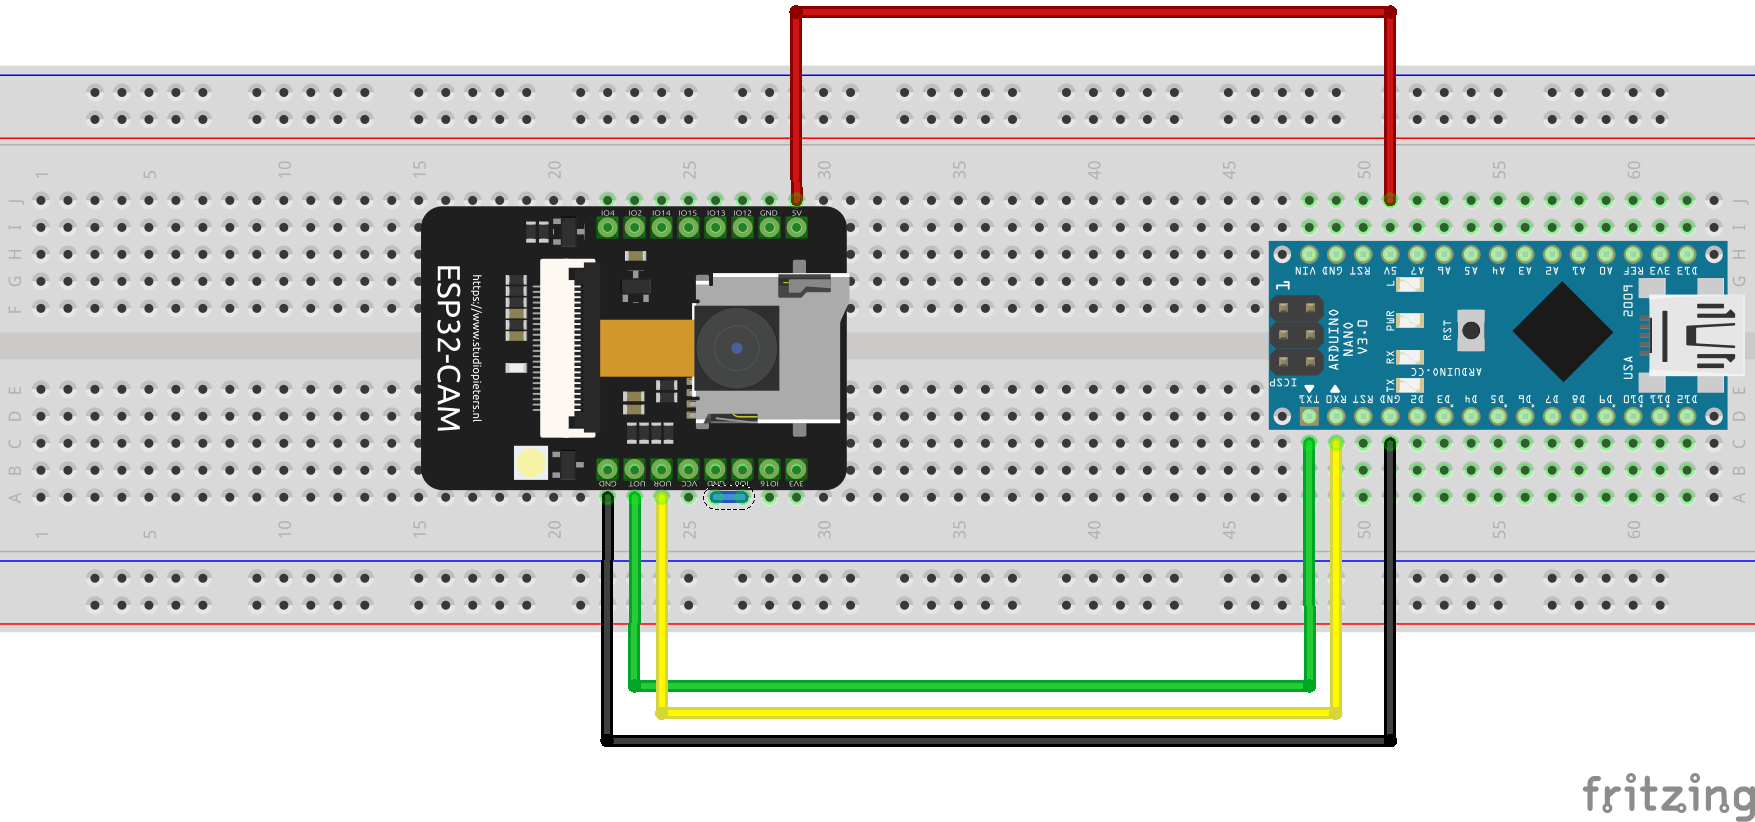 1 5 10 15 20 25 30 35 40 45 50 55 60
J J
I I
H H
G G
F F
E E
D D
C C
B B
A A
IO4 IO2 IO14 IO15 IO13 IO12 GND 5V
ESP32-CAM
https://www.studiopieters.nl
GND UOT UOR VCC GND IO0 IO16 3V3
VIN GND RST 5V A7 A6 A5 A4 A3 A2 A1 A0 REF 3V3 D13
L
PWR
RX
TX
RST
ICSP
ARDUINO
NANO
V3.0
ARDUINO.CC
2009
USA
TX1 RX0 RST GND D2 D3 D4 D5 D6 D7 D8 D9 D10 D11 D12
1 5 10 15 20 25 30 35 40 45 50 55 60
fritzing